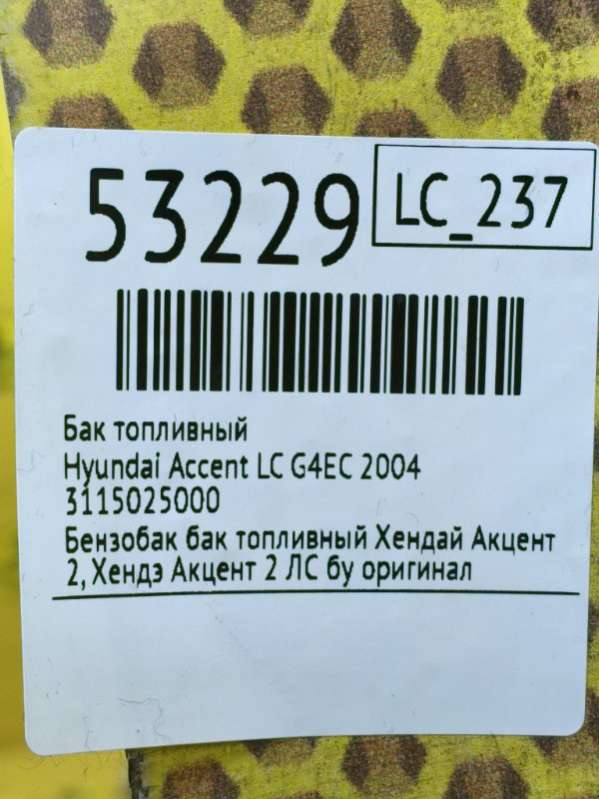 53229
LC_237
Бак топливный
Hyundai Accent LC G4EC 2004
3115025000
Бензобак бак топливный Хендай Акцент
2, Хендэ Акцент 2 ЛС бу оригинал